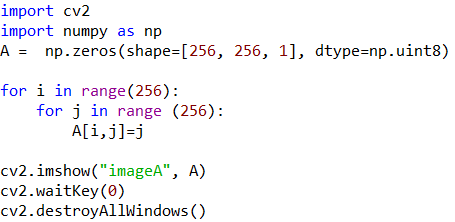 import cv2
import numpy as np
A =  np.zeros(shape=[256, 256, 1], dtype=np.uint8)

for i in range(256):
    for j in range (256):
        A[i,j]=j

cv2.imshow("imageA", A)
cv2.waitKey(0)
cv2.destroyAllWindows()